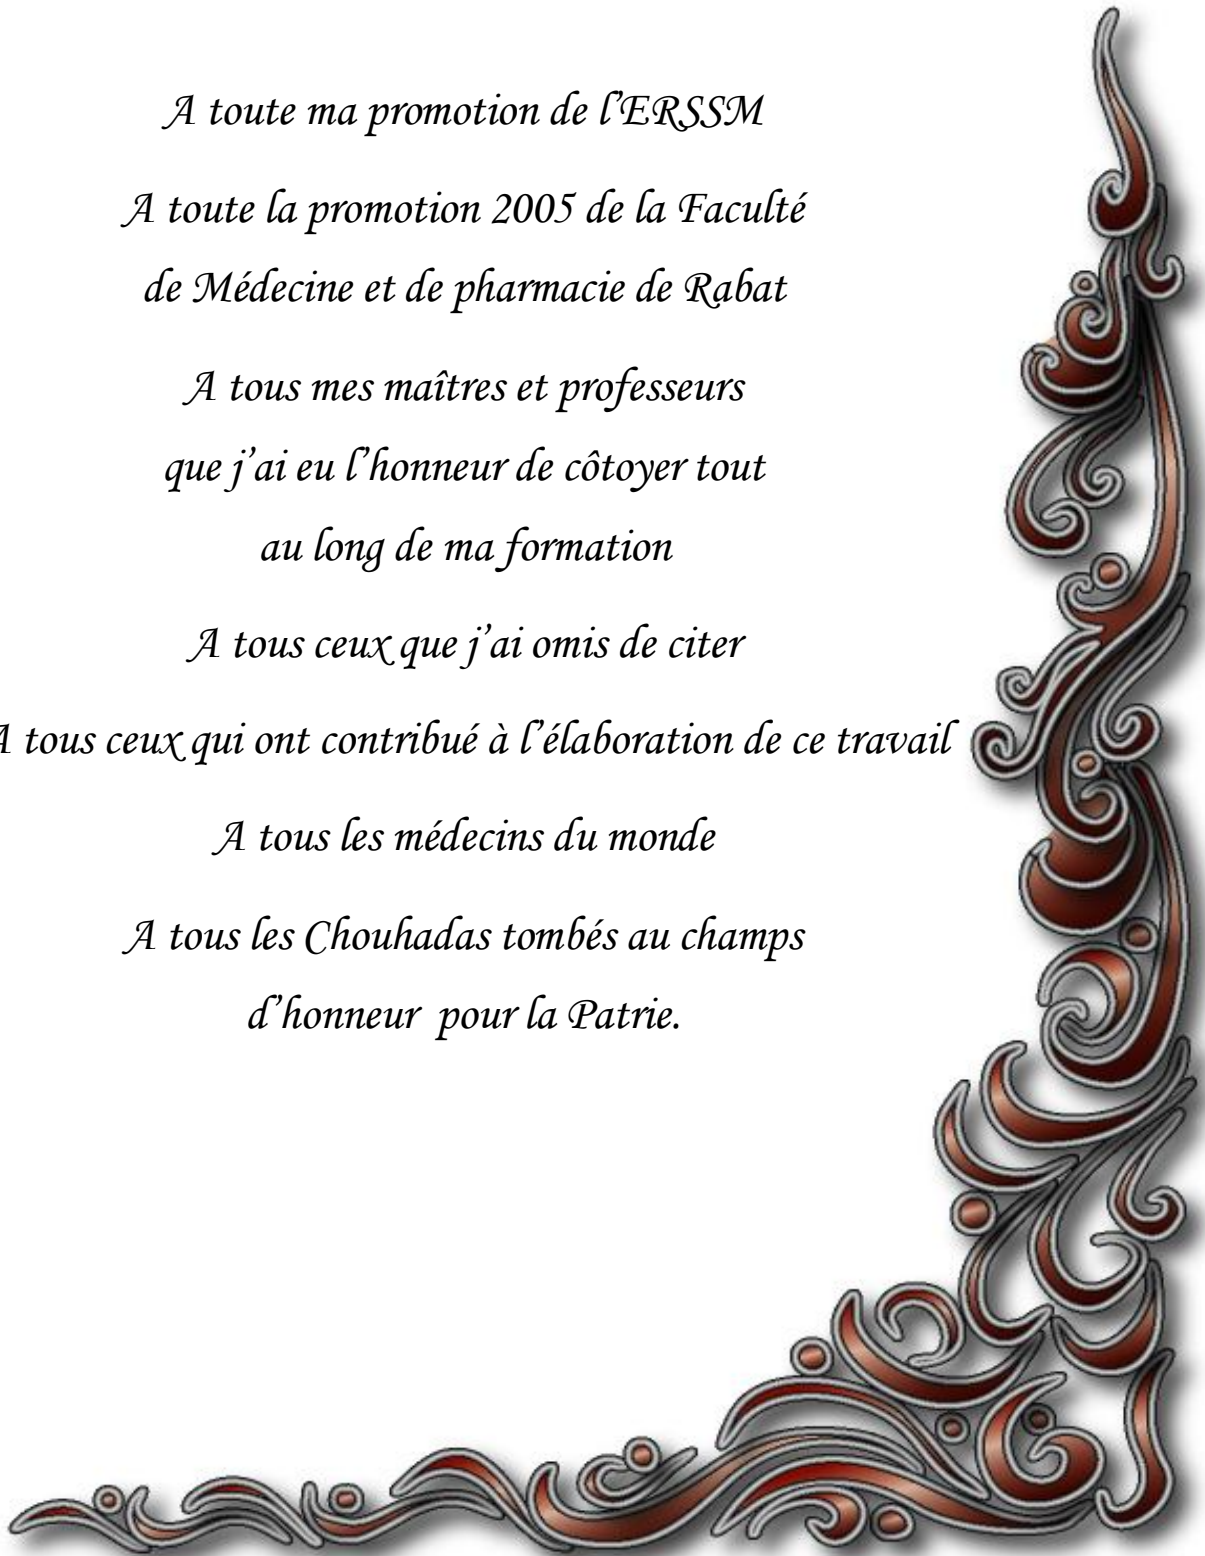 A toute ma promotion de l'ERSSM
A toute la promotion 2005 de la Faculté
de Médecine et de pharmacie de Rabat
A tous mes maîtres et professeurs
que j'ai eu l'honneur de côtoyer tout
au long de ma formation
A tous ceux que j'ai omis de citer
A tous ceux qui ont contribué à l'élaboration de ce travail
A tous les médecins du monde
A tous les Chouhadas tombés au champs
d'honneur pour la Patrie.